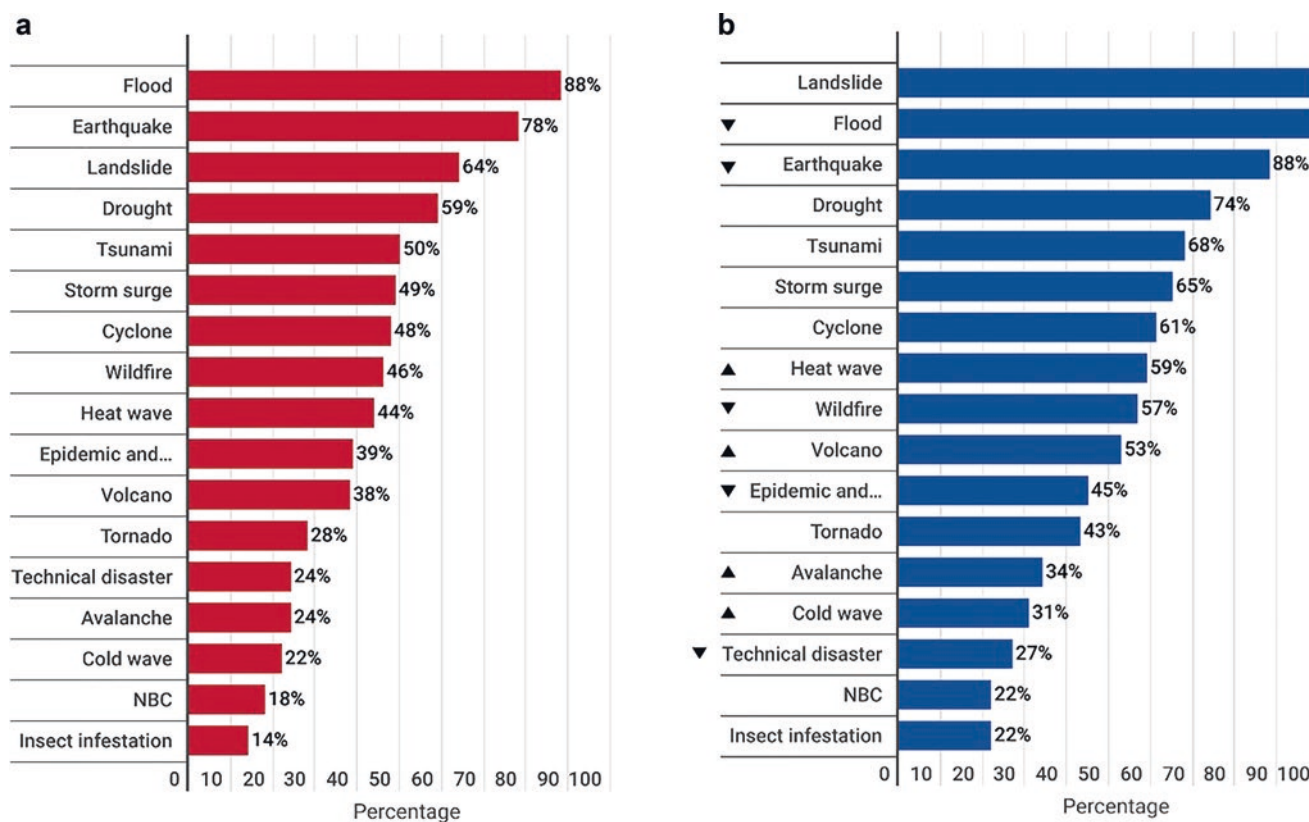 a
Flood 88%
Earthquake 78%
Landslide 64%
Drought 59%
Tsunami 50%
Storm surge 49%
Cyclone 48%
Wildfire 46%
Heat wave 44%
Epidemic and... 39%
Volcano 38%
Tornado 28%
Technical disaster 24%
Avalanche 24%
Cold wave 22%
NBC 18%
Insect infestation 14%
0 10 20 30 40 50 60 70 80 90 100
Percentage
b
Landslide
▼ Flood
▼ Earthquake 88%
Drought 74%
Tsunami 68%
Storm surge 65%
Cyclone 61%
▲ Heat wave 59%
▼ Wildfire 57%
▲ Volcano 53%
▼ Epidemic and... 45%
Tornado 43%
▲ Avalanche 34%
▲ Cold wave 31%
▼ Technical disaster 27%
NBC 22%
Insect infestation 22%
0 10 20 30 40 50 60 70 80 90 100
Percentage